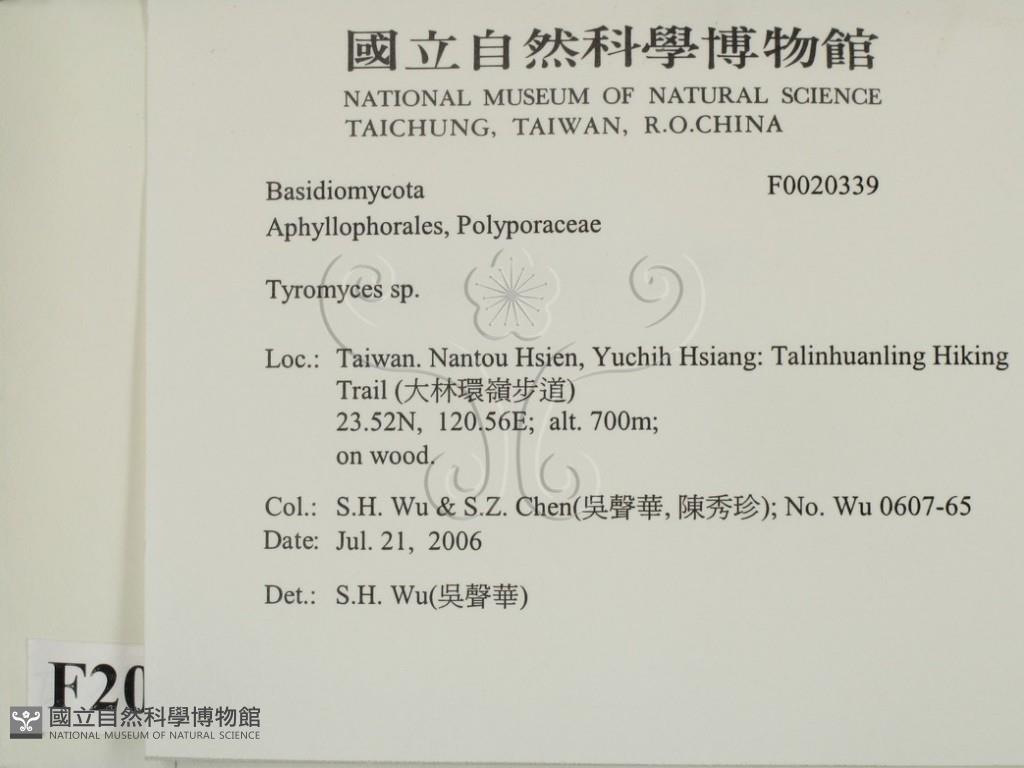 國立自然科學博物館
NATIONAL MUSEUM OF NATURAL SCIENCE
TAICHUNG, TAIWAN, R.O.CHINA
Basidiomycota F0020339
Aphyllophorales, Polyporaceae
Tyromyces sp.
Loc.: Taiwan. Nantou Hsien, Yuchih Hsiang: Talinhuanling Hiking
Trail (大林環嶺步道)
23.52N, 120.56E; alt. 700m;
on wood.
Col.: S.H. Wu & S.Z. Chen(吳聲華, 陳秀珍); No. Wu 0607-65
Date: Jul. 21, 2006
Det.: S.H. Wu(吳聲華)
F20
國立自然科學博物館
NATIONAL MUSEUM OF NATURAL SCIENCE